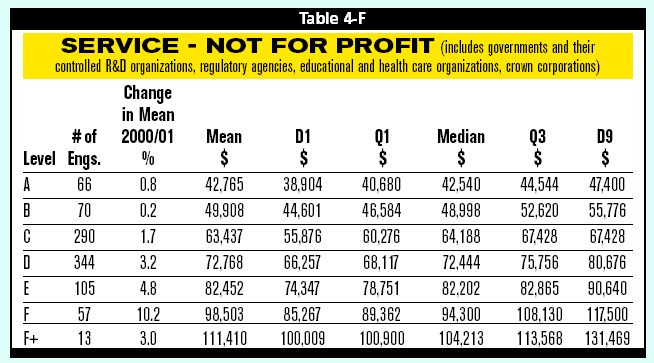 Table 4-F
SERVICE - NOT FOR PROFIT (includes governments and their
controlled R&D organizations, regulatory agencies, educational and health care organizations, crown corporations)
Change
in Mean
# of 2000/01 Mean D1 Q1 Median Q3 D9
Level Engs. % $ $ $ $ $ $
A 66 0.8 42,765 38,904 40,680 42,540 44,544 47,400
B 70 0.2 49,908 44,601 46,584 48,998 52,620 55,776
C 290 1.7 63,437 55,876 60,276 64,188 67,428 67,428
D 344 3.2 72,768 66,257 68,117 72,444 75,756 80,676
E 105 4.8 82,452 74,347 78,751 82,202 82,865 90,640
F 57 10.2 98,503 85,267 89,362 94,300 108,130 117,500
F+ 13 3.0 111,410 100,009 100,900 104,213 113,568 131,469